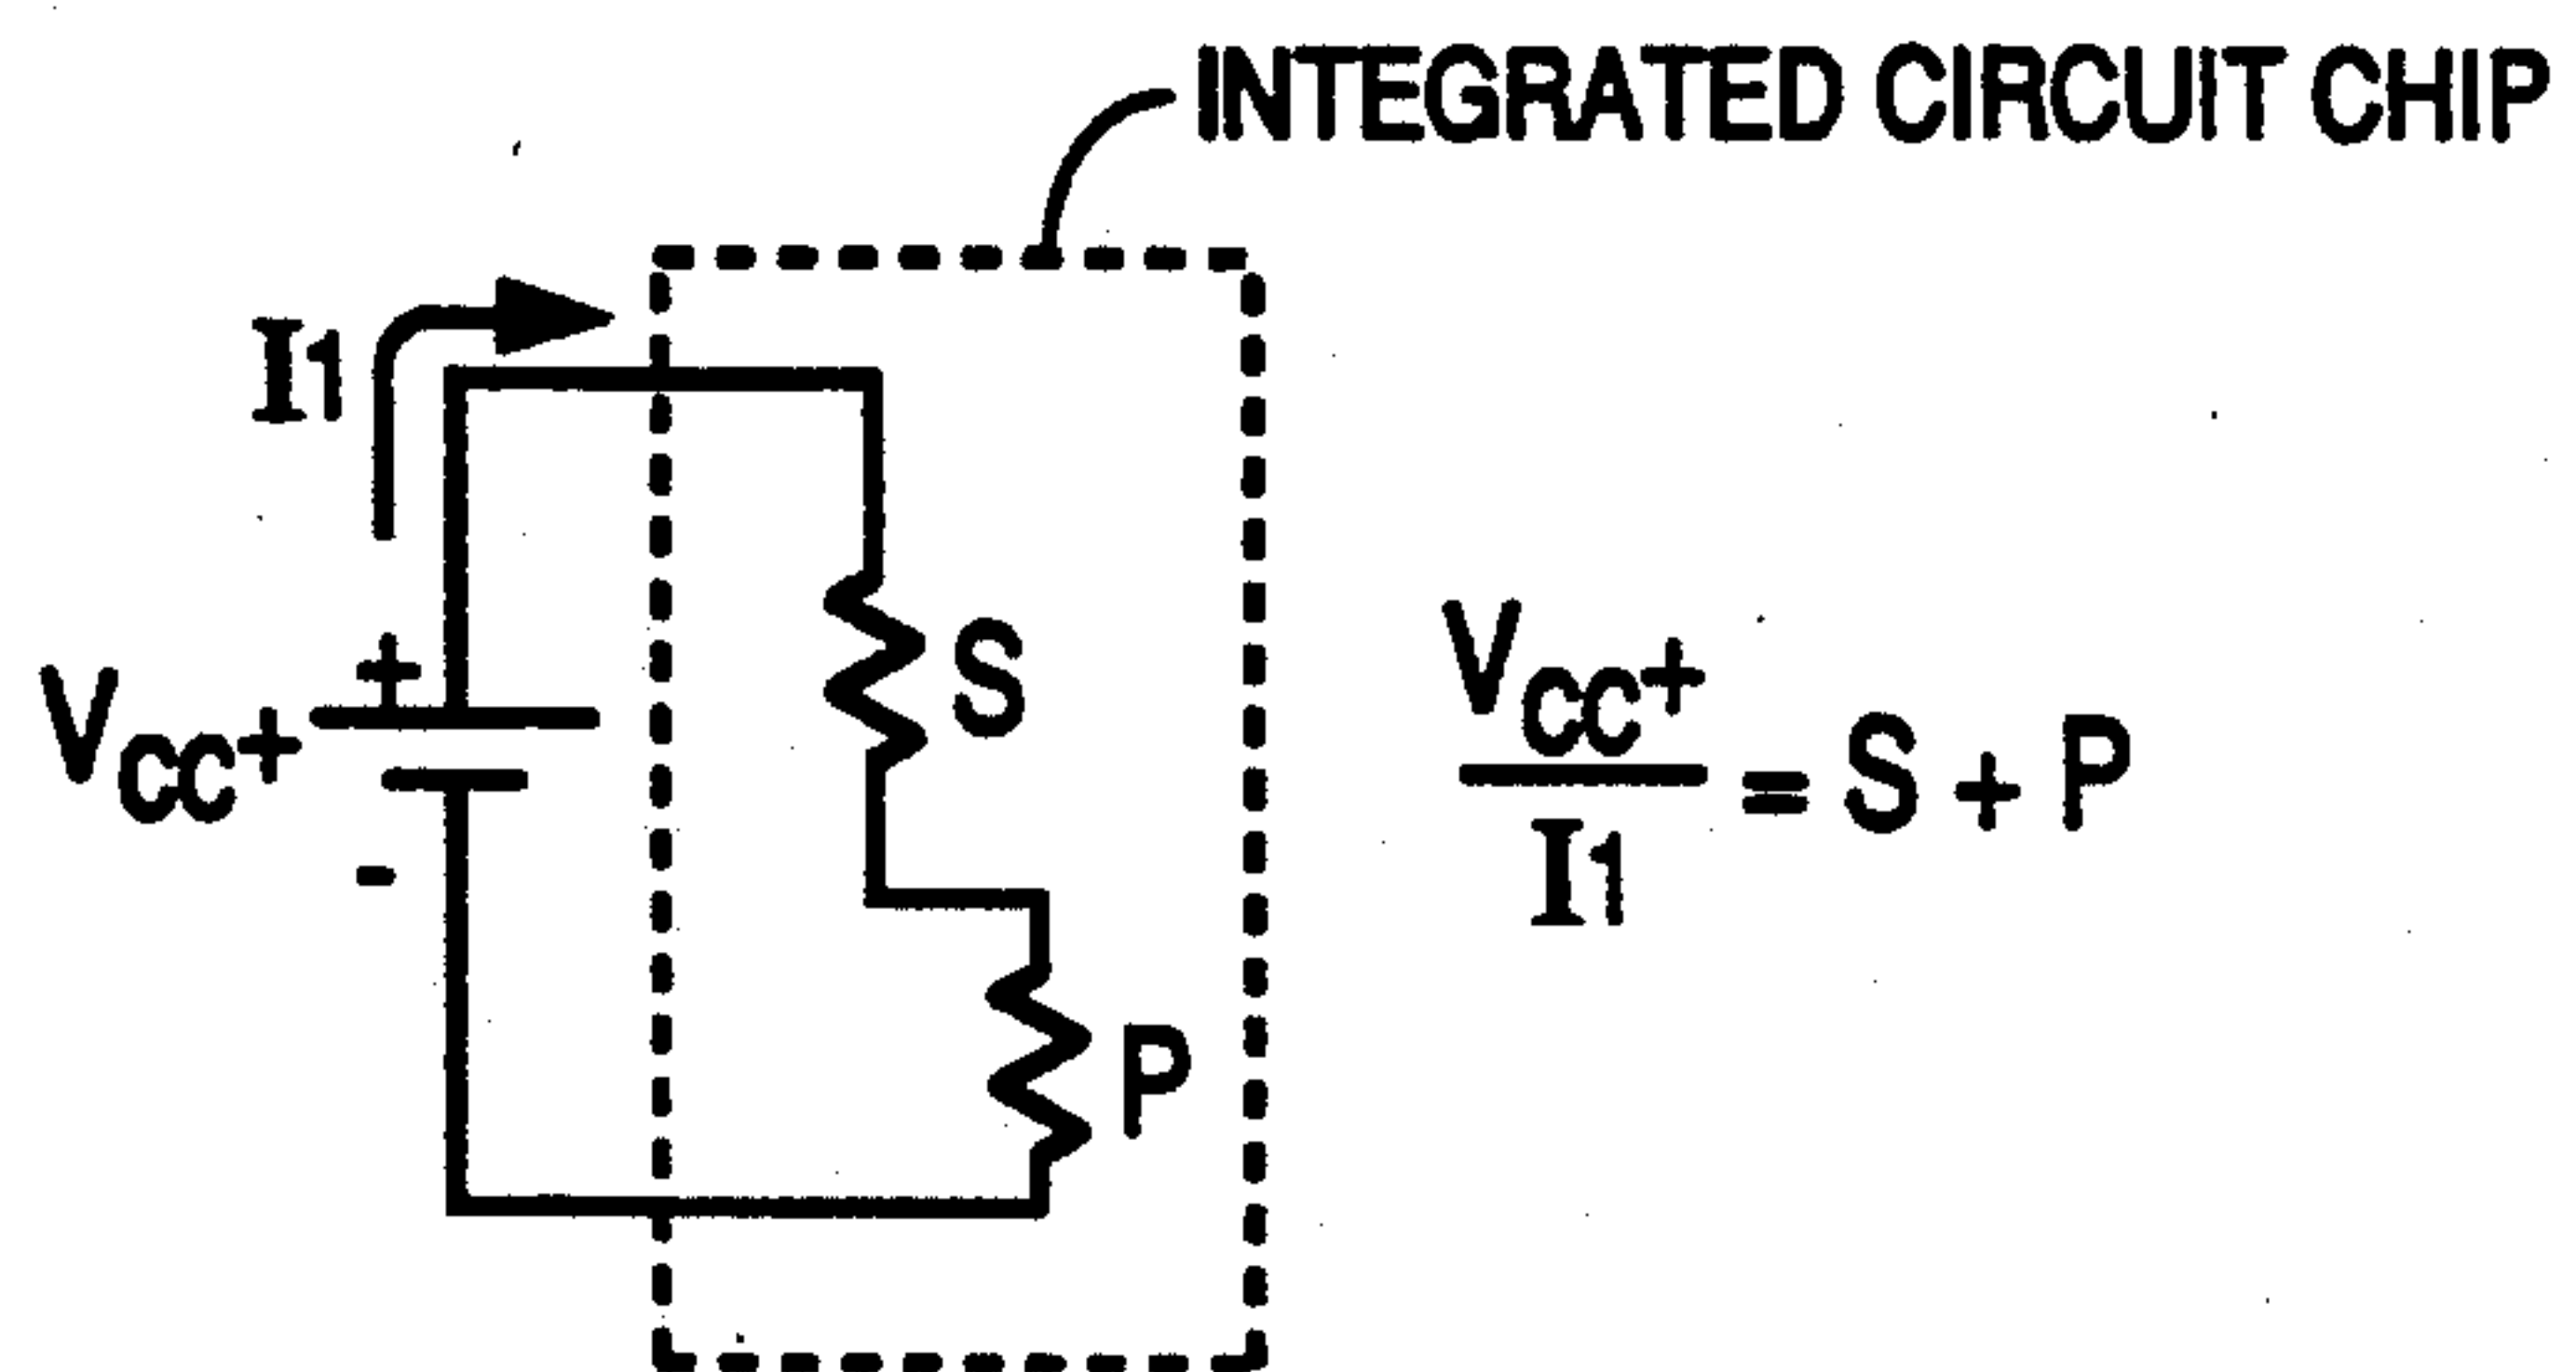 INTEGRATED CIRCUIT CHIP
I1
+
VCC+
-
S
P
VCC+
I1
= S + P